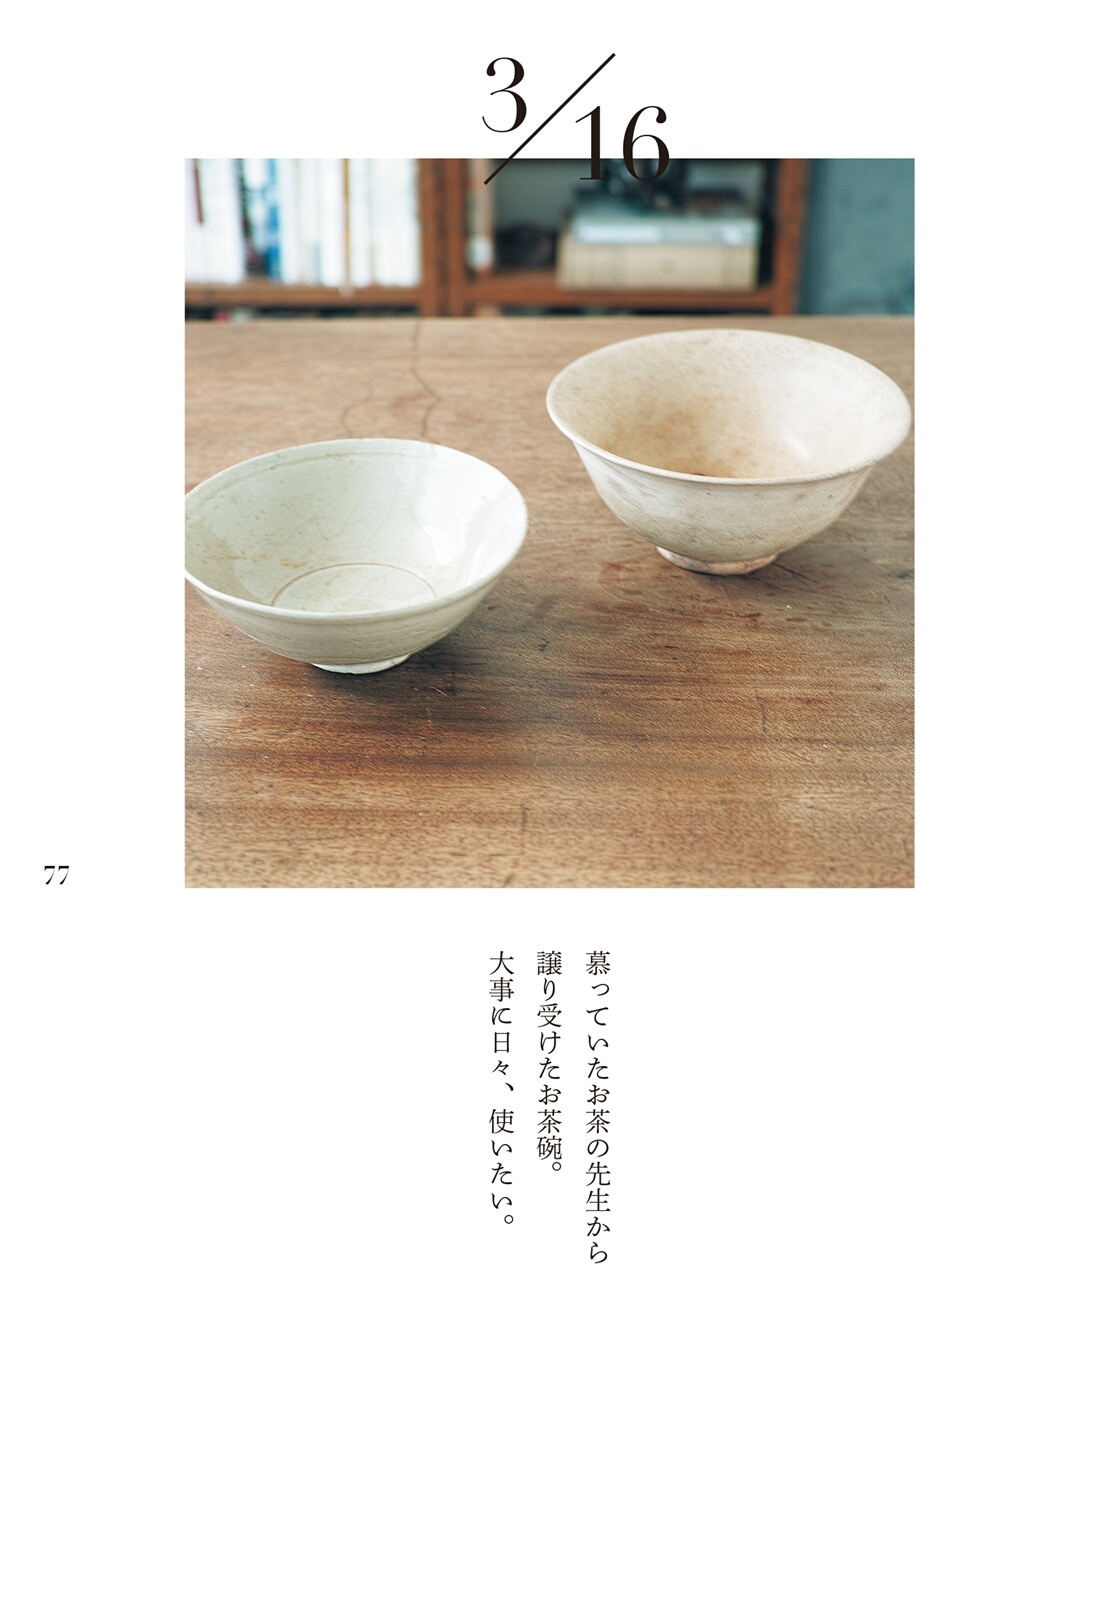 3/16
慕っていたお茶の先生から
譲り受けたお茶碗。
大事に日々、使いたい。
77